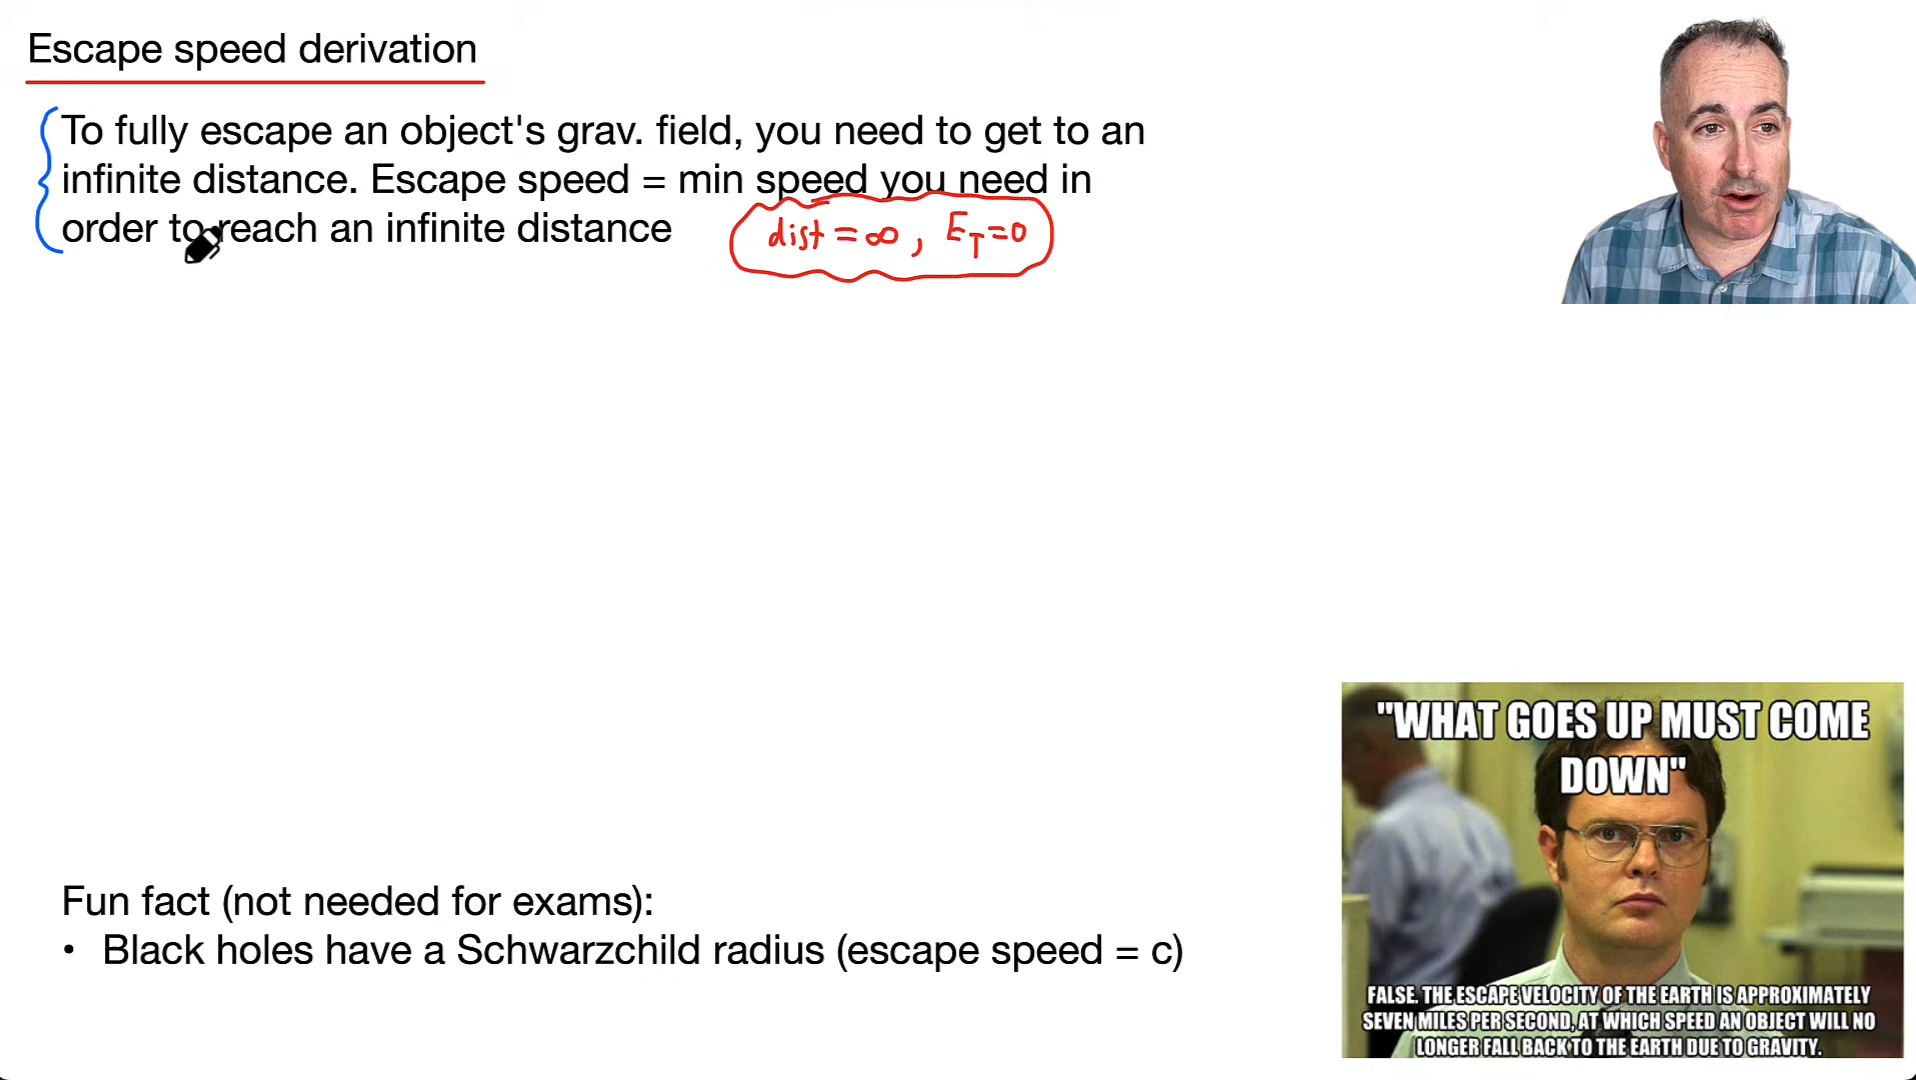 Escape speed derivation
To fully escape an object's grav. field, you need to get to an
infinite distance. Escape speed = min speed you need in
order to reach an infinite distance
dist = ∞ , E_T = 0
Fun fact (not needed for exams):
• Black holes have a Schwarzchild radius (escape speed = c)
"WHAT GOES UP MUST COME
DOWN"
FALSE. THE ESCAPE VELOCITY OF THE EARTH IS APPROXIMATELY
SEVEN MILES PER SECOND, AT WHICH SPEED AN OBJECT WILL NO
LONGER FALL BACK TO THE EARTH DUE TO GRAVITY.